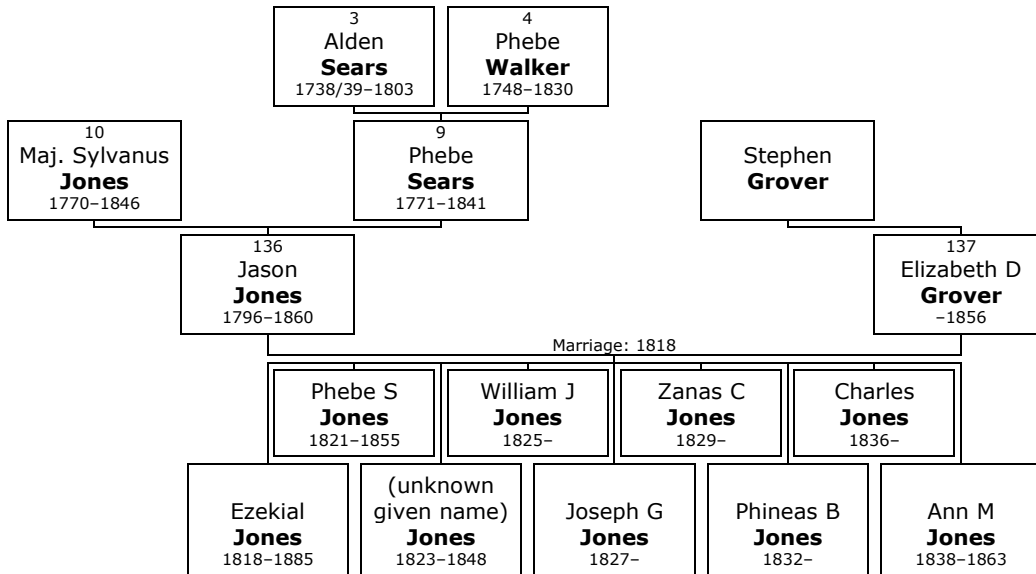 3
Alden
Sears
1738/39–1803
4
Phebe
Walker
1748–1830
10
Maj. Sylvanus
Jones
1770–1846
9
Phebe
Sears
1771–1841
Stephen
Grover
136
Jason
Jones
1796–1860
137
Elizabeth D
Grover
–1856
Marriage: 1818
Phebe S
Jones
1821–1855
William J
Jones
1825–
Zanas C
Jones
1829–
Charles
Jones
1836–
Ezekial
Jones
1818–1885
(unknown
given name)
Jones
1823–1848
Joseph G
Jones
1827–
Phineas B
Jones
1832–
Ann M
Jones
1838–1863